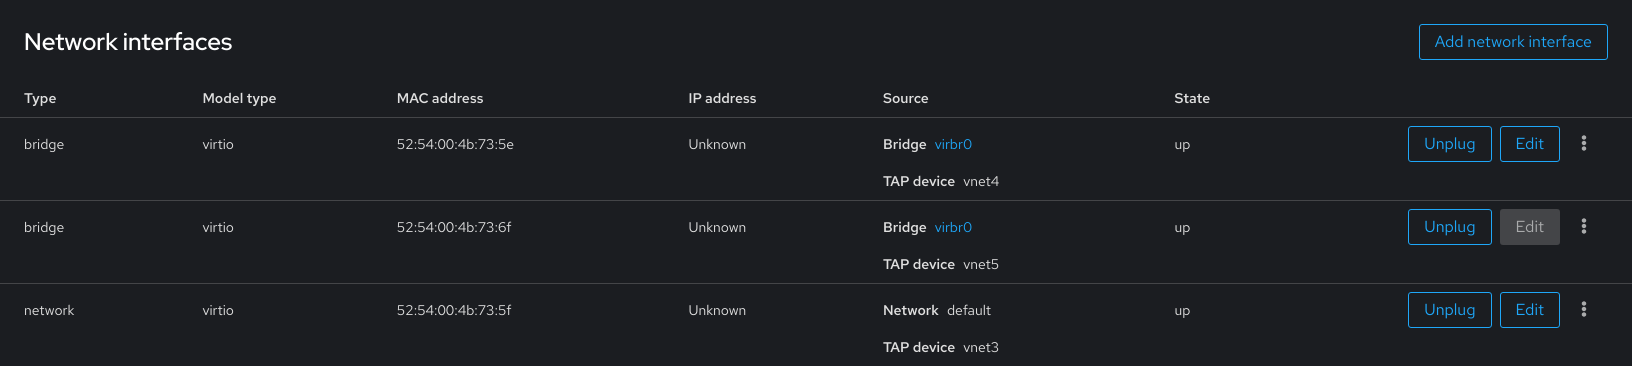 Network interfaces
Add network interface
Type Model type MAC address IP address Source State
bridge virtio 52:54:00:4b:73:5e Unknown Bridge virbr0 up Unplug Edit
TAP device vnet4
bridge virtio 52:54:00:4b:73:6f Unknown Bridge virbr0 up Unplug Edit
TAP device vnet5
network virtio 52:54:00:4b:73:5f Unknown Network default up Unplug Edit
TAP device vnet3